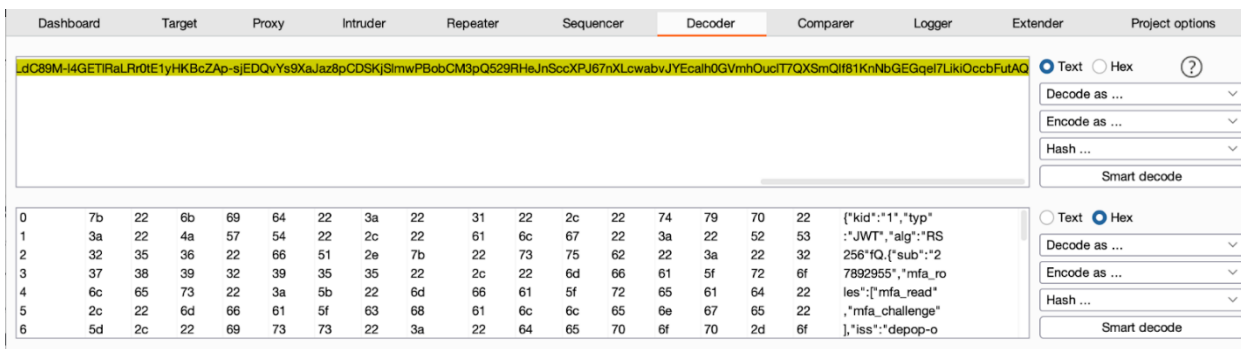 Dashboard Target Proxy Intruder Repeater Sequencer Decoder Comparer Logger Extender Project options
.dC89M-l4GETlRaLRr0tE1yHKBcZAp-sjEDQvYs9XaJaz8pCDSKjSlmwPBobCM3pQ529RHeJnSccXPJ67nXLcwabvJYEcalh0GVmhOuclT7QXSmQlf81KnNbGEGqel7LikiOccbFutAQ
Text Hex ?
Decode as ...
Encode as ...
Hash ...
Smart decode
0 7b 22 6b 69 64 22 3a 22 31 22 2c 22 74 79 70 22 {"kid":"1","typ"
1 3a 22 4a 57 54 22 2c 22 61 6c 67 22 3a 22 52 53 :"JWT","alg":"RS
2 32 35 36 22 66 51 2e 7b 22 73 75 62 22 3a 22 32 256"fQ.{"sub":"2
3 37 38 39 32 39 35 35 22 2c 22 6d 66 61 5f 72 6f 7892955","mfa_ro
4 6c 65 73 22 3a 5b 22 6d 66 61 5f 72 65 61 64 22 les":["mfa_read"
5 2c 22 6d 66 61 5f 63 68 61 6c 6c 65 6e 67 65 22 ,"mfa_challenge"
6 5d 2c 22 69 73 73 22 3a 22 64 65 70 6f 70 2d 6f ],"iss":"depop-o
Text Hex
Decode as ...
Encode as ...
Hash ...
Smart decode